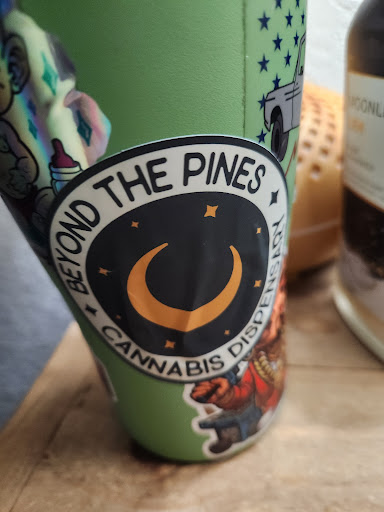 BEYOND THE PINES
CANNABIS DISPENSARY